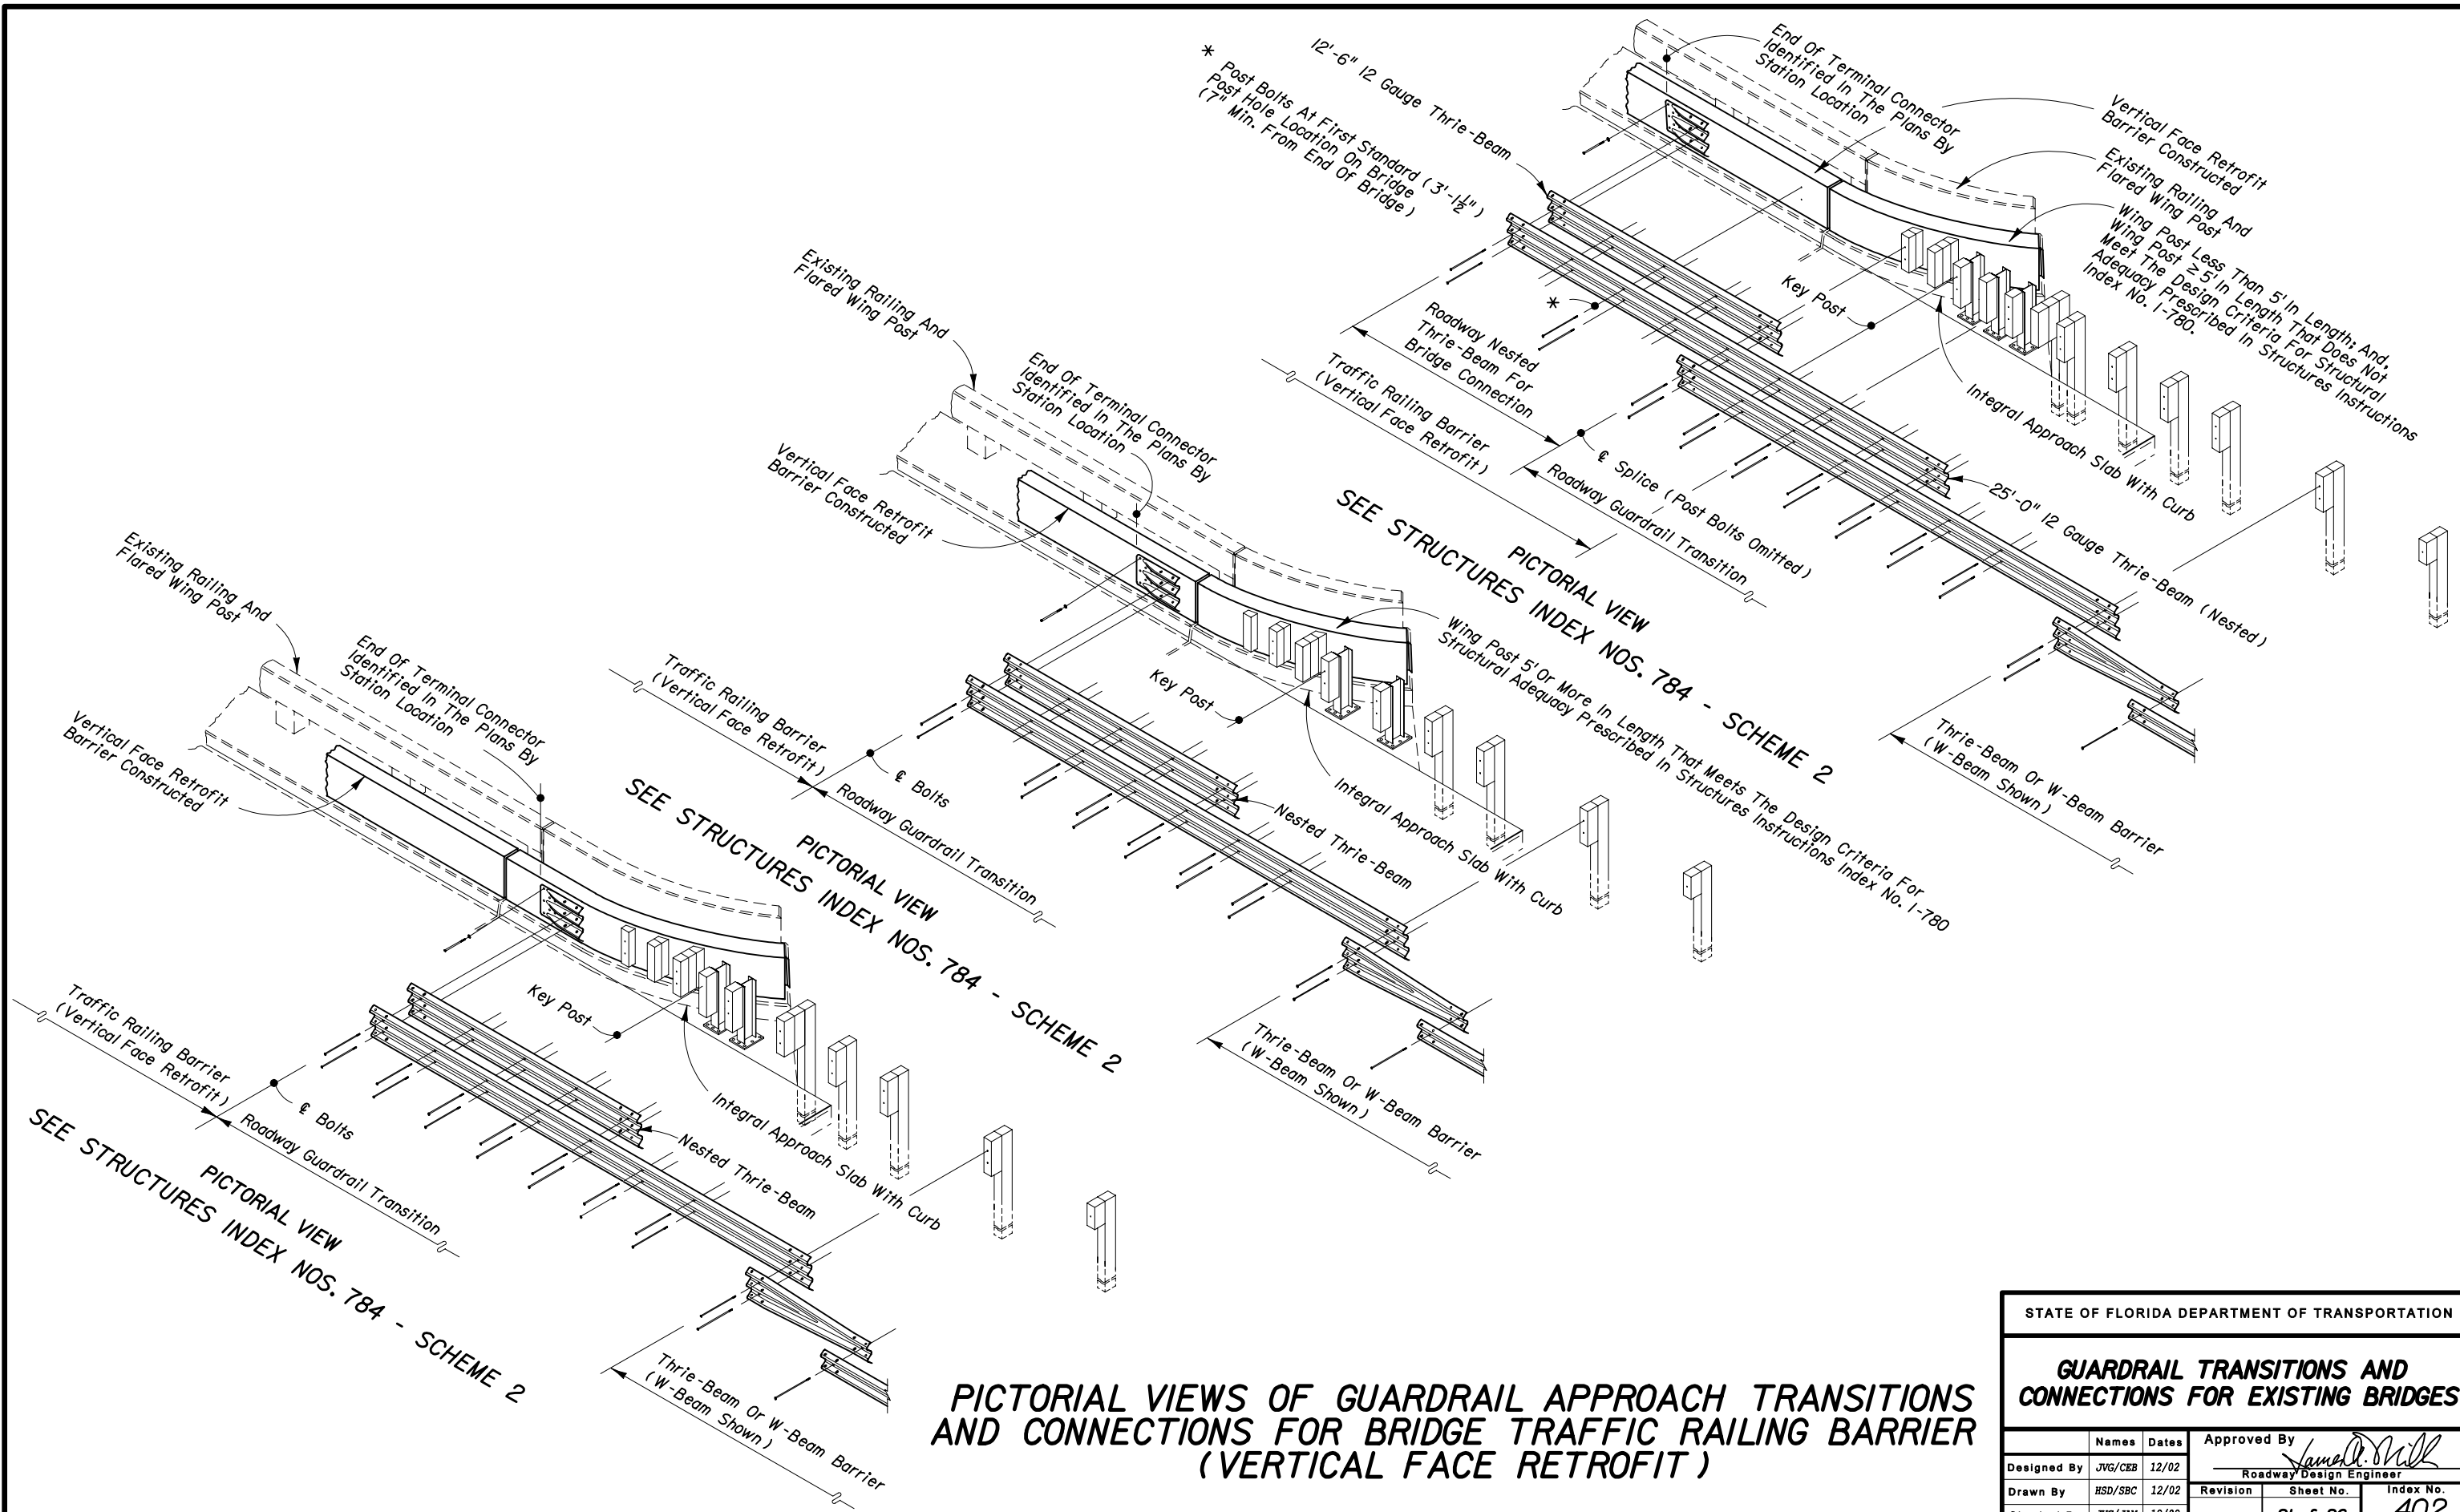 *
Post Bolts At First Standard (3'-1½")
Post Hole Location On Bridge
(7" Min. From End Of Bridge)
12'-6" 12 Gauge Thrie-Beam
End Of Terminal Connector
Identified In The Plans By
Station Location
Vertical Face Retrofit
Barrier Constructed
Existing Railing And
Flared Wing Post
Wing Post Less Than 5' In Length; And,
Wing Post ≥ 5' In Length That Does Not
Meet The Design Criteria For Structural
Adequacy Prescribed In Structures Instructions
Index No. I-780.
Key Post
*
Roadway Nested
Thrie-Beam For
Bridge Connection
Traffic Railing Barrier
(Vertical Face Retrofit)
℄ Splice (Post Bolts Omitted)
Roadway Guardrail Transition
Integral Approach Slab With Curb
25'-0" 12 Gauge Thrie-Beam (Nested)
Thrie-Beam Or W-Beam Barrier
(W-Beam Shown)
PICTORIAL VIEW
SEE STRUCTURES INDEX NOS. 784 - SCHEME 2
Existing Railing And
Flared Wing Post
End Of Terminal Connector
Identified In The Plans By
Station Location
Vertical Face Retrofit
Barrier Constructed
Wing Post 5' Or More In Length That Meets The Design Criteria For
Structural Adequacy Prescribed In Structures Instructions Index No. I-780
Key Post
Traffic Railing Barrier
(Vertical Face Retrofit)
℄ Bolts
Roadway Guardrail Transition
Integral Approach Slab With Curb
Nested Thrie-Beam
Thrie-Beam Or W-Beam Barrier
(W-Beam Shown)
PICTORIAL VIEW
SEE STRUCTURES INDEX NOS. 784 - SCHEME 2
Existing Railing And
Flared Wing Post
End Of Terminal Connector
Identified In The Plans By
Station Location
Vertical Face Retrofit
Barrier Constructed
Key Post
Traffic Railing Barrier
(Vertical Face Retrofit)
℄ Bolts
Roadway Guardrail Transition
Integral Approach Slab With Curb
Nested Thrie-Beam
Thrie-Beam Or W-Beam Barrier
(W-Beam Shown)
PICTORIAL VIEW
SEE STRUCTURES INDEX NOS. 784 - SCHEME 2
PICTORIAL VIEWS OF GUARDRAIL APPROACH TRANSITIONS
AND CONNECTIONS FOR BRIDGE TRAFFIC RAILING BARRIER
(VERTICAL FACE RETROFIT)
STATE OF FLORIDA DEPARTMENT OF TRANSPORTATION
GUARDRAIL TRANSITIONS AND
CONNECTIONS FOR EXISTING BRIDGES
Names Dates Approved By
Designed By JVG/CEB 12/02 Roadway Design Engineer
Drawn By HSD/SBC 12/02 Revision Sheet No. Index No.
402